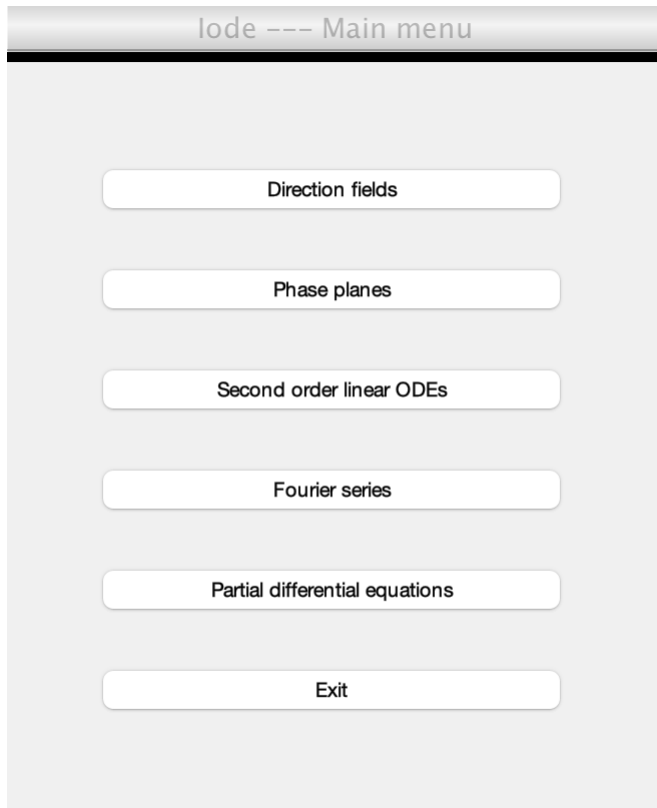 Iode --- Main menu
Direction fields
Phase planes
Second order linear ODEs
Fourier series
Partial differential equations
Exit